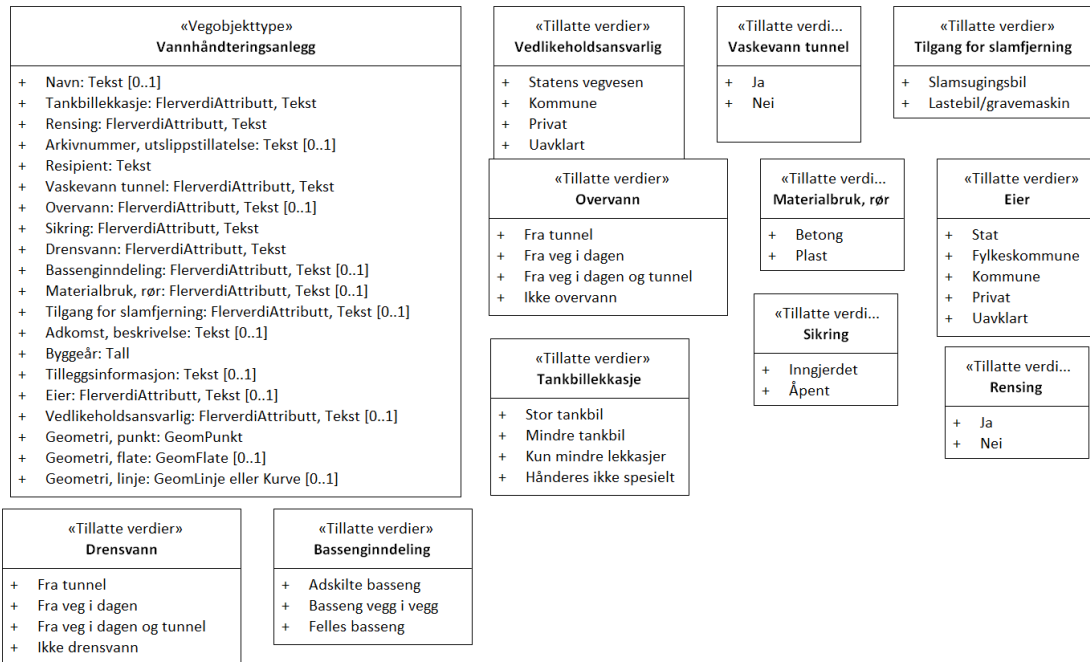 «Vegobjekttype»
Vannhåndteringsanlegg
+ Navn: Tekst [0..1]
+ Tankbillekkasje: FlerverdiAttributt, Tekst
+ Rensing: FlerverdiAttributt, Tekst
+ Arkivnummer, utslippstillatelse: Tekst [0..1]
+ Resipient: Tekst
+ Vaskevann tunnel: FlerverdiAttributt, Tekst
+ Overvann: FlerverdiAttributt, Tekst [0..1]
+ Sikring: FlerverdiAttributt, Tekst
+ Drensvann: FlerverdiAttributt, Tekst
+ Bassenginndeling: FlerverdiAttributt, Tekst [0..1]
+ Materialbruk, rør: FlerverdiAttributt, Tekst [0..1]
+ Tilgang for slamfjerning: FlerverdiAttributt, Tekst [0..1]
+ Adkomst, beskrivelse: Tekst [0..1]
+ Byggeår: Tall
+ Tilleggsinformasjon: Tekst [0..1]
+ Eier: FlerverdiAttributt, Tekst [0..1]
+ Vedlikeholdsansvarlig: FlerverdiAttributt, Tekst [0..1]
+ Geometri, punkt: GeomPunkt
+ Geometri, flate: GeomFlate [0..1]
+ Geometri, linje: GeomLinje eller Kurve [0..1]
«Tillatte verdier»
Vedlikeholdsansvarlig
+ Statens vegvesen
+ Kommune
+ Privat
+ Uavklart
«Tillatte verdi...
Vaskevann tunnel
+ Ja
+ Nei
«Tillatte verdier»
Tilgang for slamfjerning
+ Slamsugingsbil
+ Lastebil/gravemaskin
«Tillatte verdier»
Overvann
+ Fra tunnel
+ Fra veg i dagen
+ Fra veg i dagen og tunnel
+ Ikke overvann
«Tillatte verdi...
Materialbruk, rør
+ Betong
+ Plast
«Tillatte verdier»
Eier
+ Stat
+ Fylkeskommune
+ Kommune
+ Privat
+ Uavklart
«Tillatte verdi...
Sikring
+ Inngjerdet
+ Åpent
«Tillatte verdier»
Tankbillekkasje
+ Stor tankbil
+ Mindre tankbil
+ Kun mindre lekkasjer
+ Hånderes ikke spesielt
«Tillatte verdi...
Rensing
+ Ja
+ Nei
«Tillatte verdier»
Drensvann
+ Fra tunnel
+ Fra veg i dagen
+ Fra veg i dagen og tunnel
+ Ikke drensvann
«Tillatte verdier»
Bassenginndeling
+ Adskilte basseng
+ Basseng vegg i vegg
+ Felles basseng